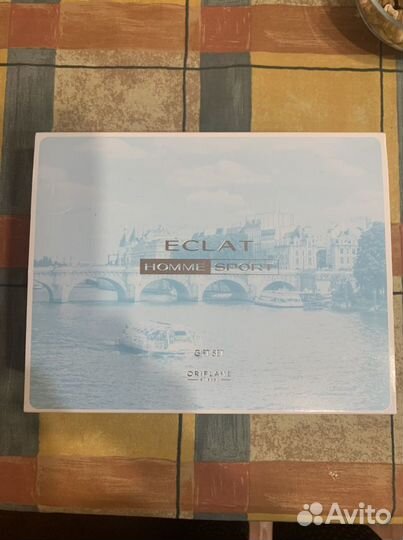 ECLAT
HOMME SPORT
GIFT SET
ORIFLAME
Avito